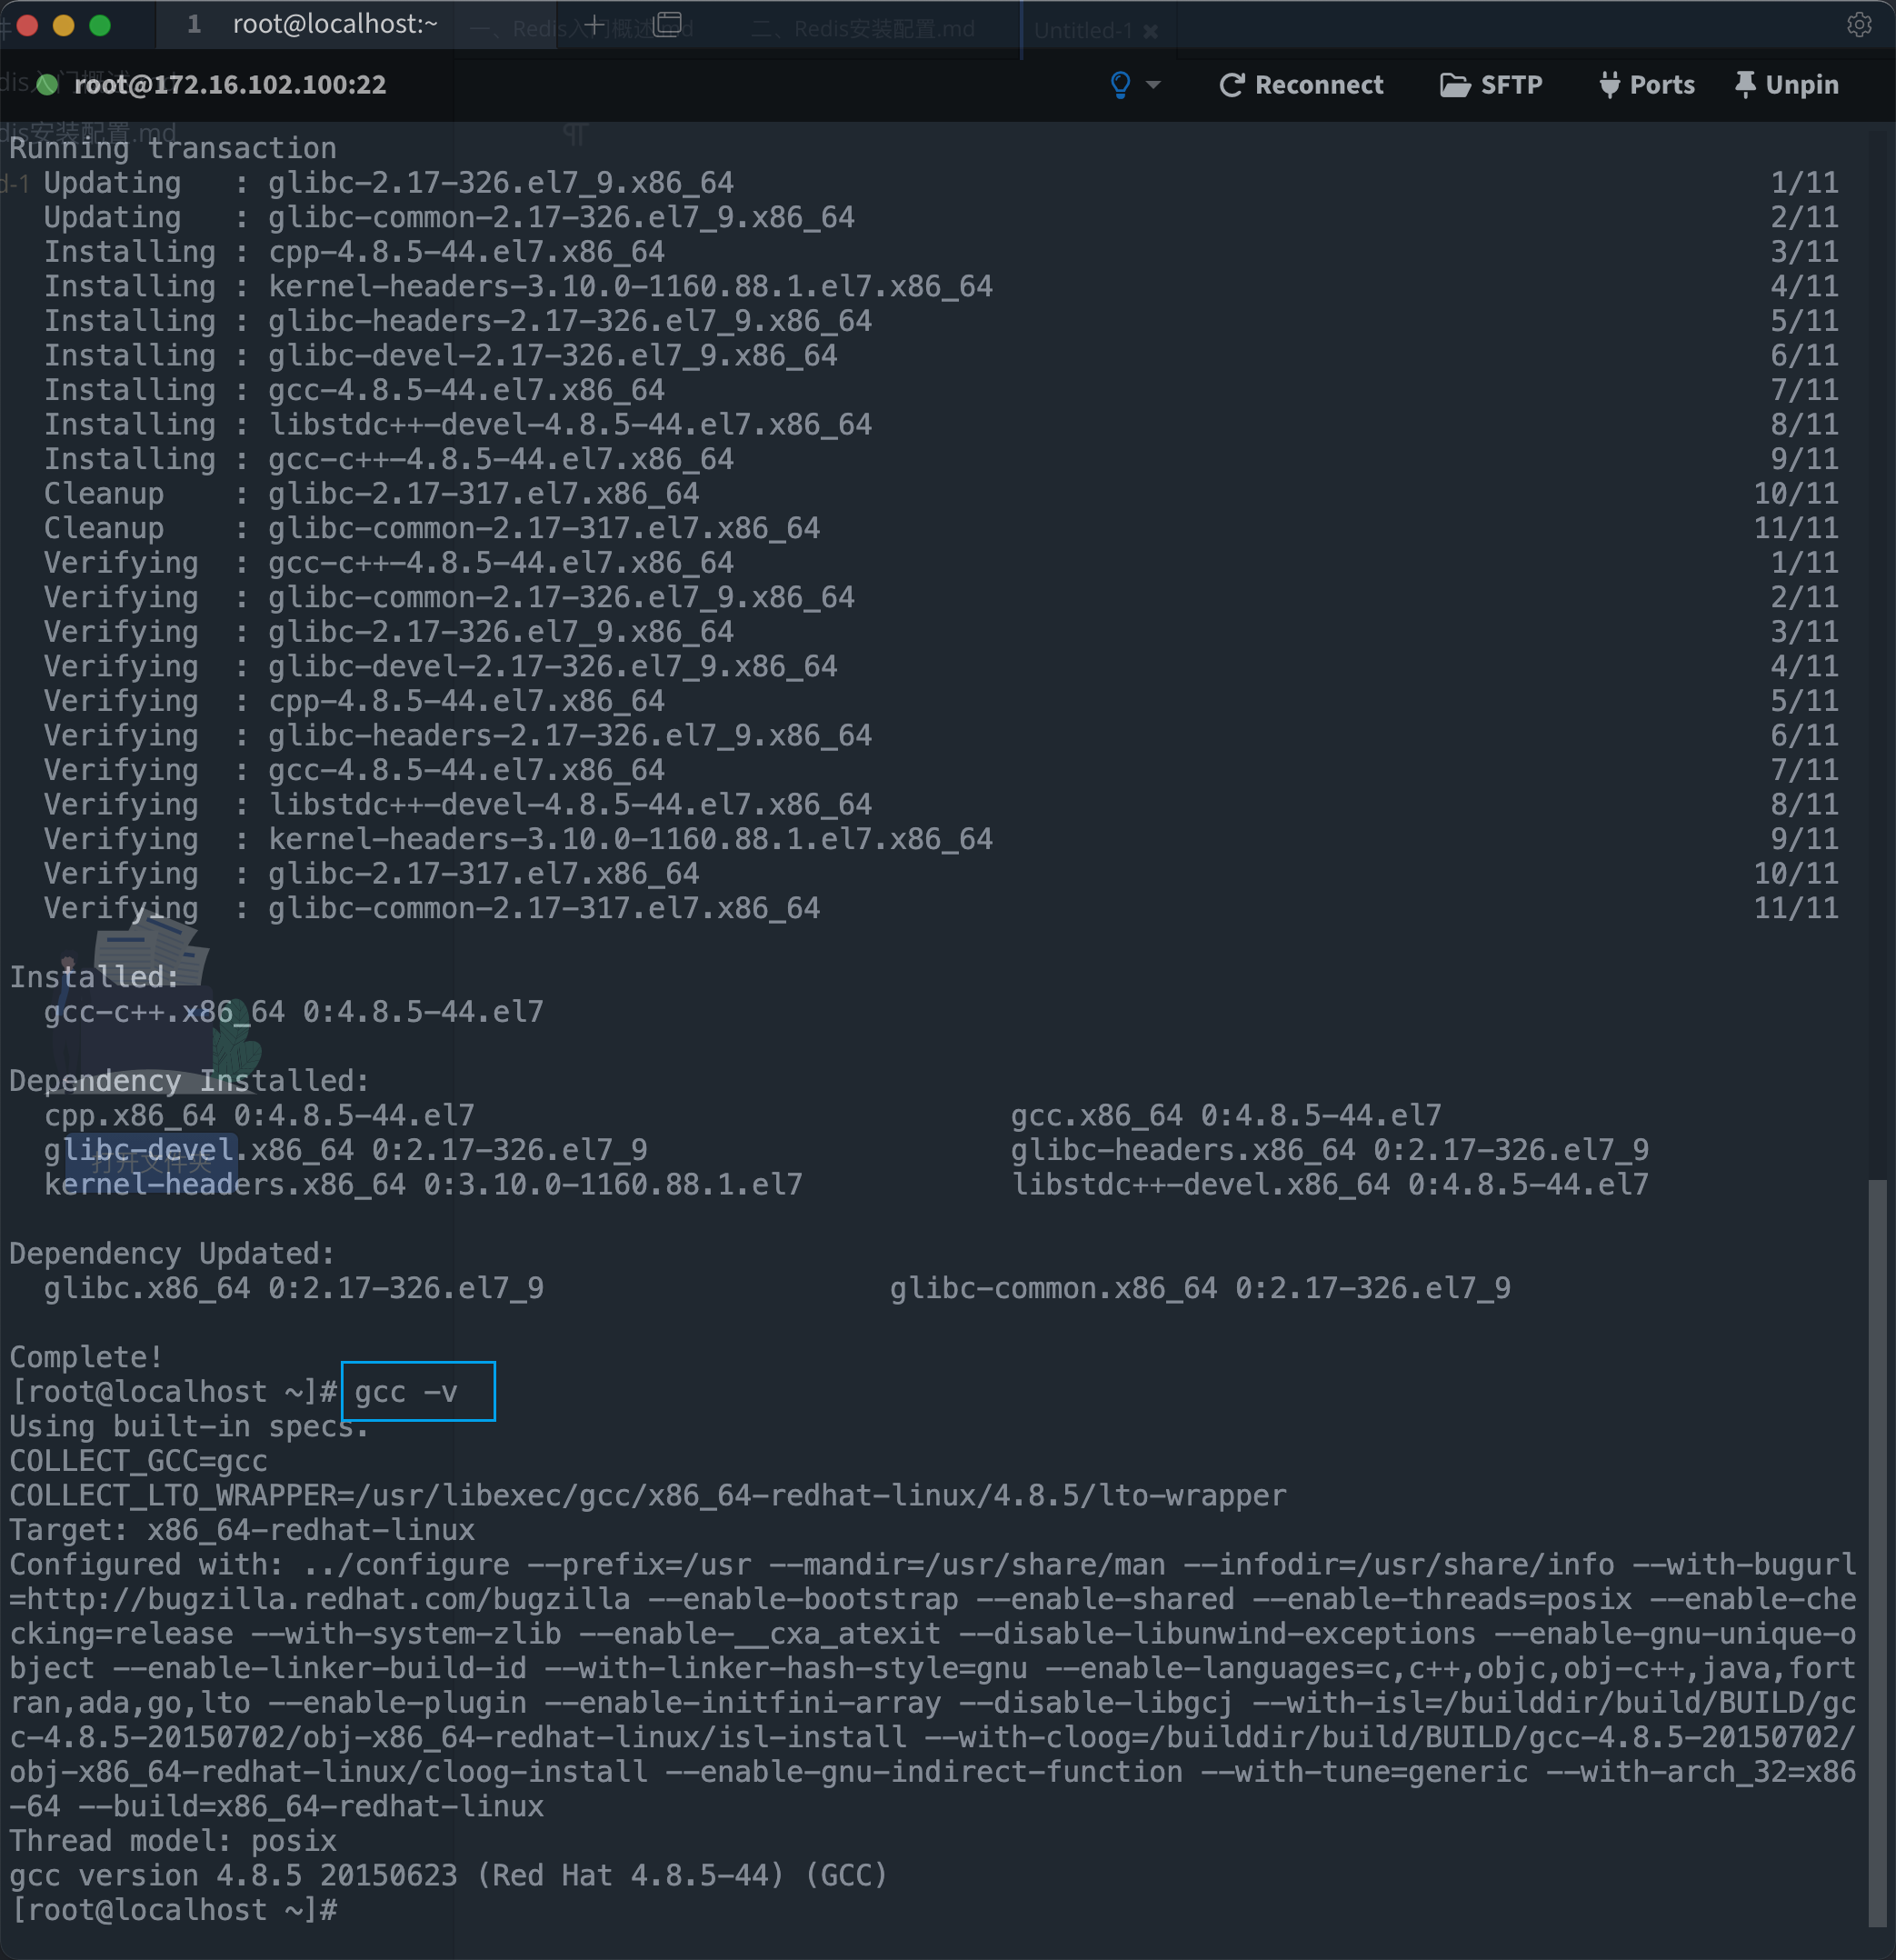 1 root@localhost:~
一、Redis入门概述.md 二、Redis安装配置.md Untitled-1
root@172.16.102.100:22 Reconnect SFTP Ports Unpin
Running transaction
Updating : glibc-2.17-326.el7_9.x86_64 1/11
Updating : glibc-common-2.17-326.el7_9.x86_64 2/11
Installing : cpp-4.8.5-44.el7.x86_64 3/11
Installing : kernel-headers-3.10.0-1160.88.1.el7.x86_64 4/11
Installing : glibc-headers-2.17-326.el7_9.x86_64 5/11
Installing : glibc-devel-2.17-326.el7_9.x86_64 6/11
Installing : gcc-4.8.5-44.el7.x86_64 7/11
Installing : libstdc++-devel-4.8.5-44.el7.x86_64 8/11
Installing : gcc-c++-4.8.5-44.el7.x86_64 9/11
Cleanup : glibc-2.17-317.el7.x86_64 10/11
Cleanup : glibc-common-2.17-317.el7.x86_64 11/11
Verifying : gcc-c++-4.8.5-44.el7.x86_64 1/11
Verifying : glibc-common-2.17-326.el7_9.x86_64 2/11
Verifying : glibc-2.17-326.el7_9.x86_64 3/11
Verifying : glibc-devel-2.17-326.el7_9.x86_64 4/11
Verifying : cpp-4.8.5-44.el7.x86_64 5/11
Verifying : glibc-headers-2.17-326.el7_9.x86_64 6/11
Verifying : gcc-4.8.5-44.el7.x86_64 7/11
Verifying : libstdc++-devel-4.8.5-44.el7.x86_64 8/11
Verifying : kernel-headers-3.10.0-1160.88.1.el7.x86_64 9/11
Verifying : glibc-2.17-317.el7.x86_64 10/11
Verifying : glibc-common-2.17-317.el7.x86_64 11/11
Installed:
gcc-c++.x86_64 0:4.8.5-44.el7
Dependency Installed:
cpp.x86_64 0:4.8.5-44.el7 gcc.x86_64 0:4.8.5-44.el7
glibc-devel.x86_64 0:2.17-326.el7_9 glibc-headers.x86_64 0:2.17-326.el7_9
打开文件夹
kernel-headers.x86_64 0:3.10.0-1160.88.1.el7 libstdc++-devel.x86_64 0:4.8.5-44.el7
Dependency Updated:
glibc.x86_64 0:2.17-326.el7_9 glibc-common.x86_64 0:2.17-326.el7_9
Complete!
[root@localhost ~]# gcc -v
Using built-in specs.
COLLECT_GCC=gcc
COLLECT_LTO_WRAPPER=/usr/libexec/gcc/x86_64-redhat-linux/4.8.5/lto-wrapper
Target: x86_64-redhat-linux
Configured with: ../configure --prefix=/usr --mandir=/usr/share/man --infodir=/usr/share/info --with-bugurl
=http://bugzilla.redhat.com/bugzilla --enable-bootstrap --enable-shared --enable-threads=posix --enable-che
cking=release --with-system-zlib --enable-__cxa_atexit --disable-libunwind-exceptions --enable-gnu-unique-o
bject --enable-linker-build-id --with-linker-hash-style=gnu --enable-languages=c,c++,objc,obj-c++,java,fort
ran,ada,go,lto --enable-plugin --enable-initfini-array --disable-libgcj --with-isl=/builddir/build/BUILD/gc
c-4.8.5-20150702/obj-x86_64-redhat-linux/isl-install --with-cloog=/builddir/build/BUILD/gcc-4.8.5-20150702/
obj-x86_64-redhat-linux/cloog-install --enable-gnu-indirect-function --with-tune=generic --with-arch_32=x86
-64 --build=x86_64-redhat-linux
Thread model: posix
gcc version 4.8.5 20150623 (Red Hat 4.8.5-44) (GCC)
[root@localhost ~]#